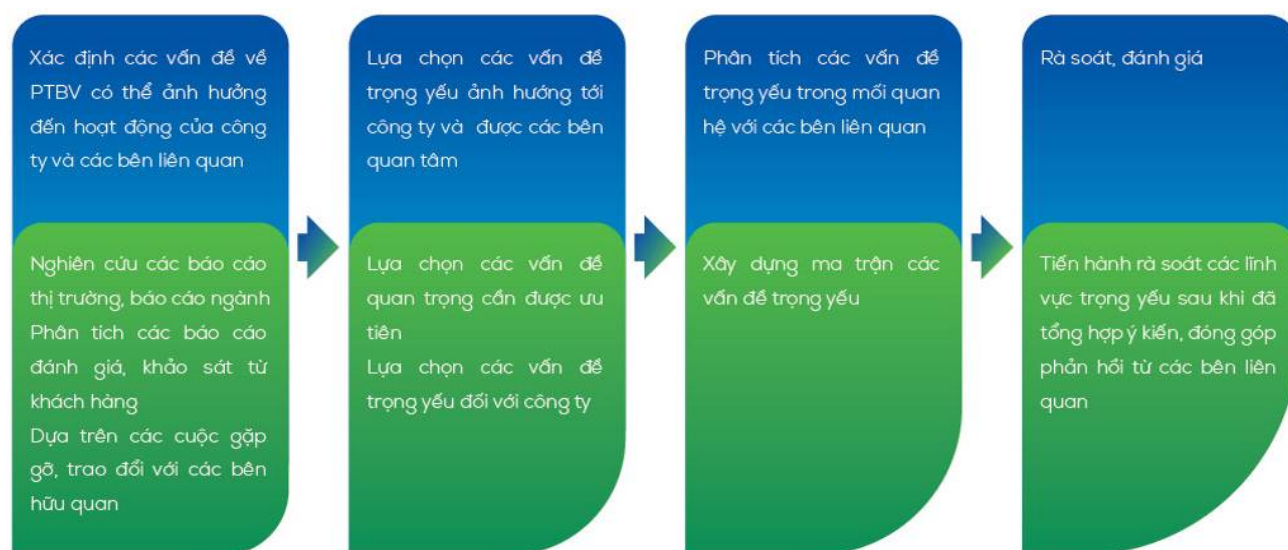 Xác định các vấn đề về
PTBV có thể ảnh hưởng
đến hoạt động của công
ty và các bên liên quan
Nghiên cứu các báo cáo
thị trường, báo cáo ngành
Phân tích các báo cáo
đánh giá, khảo sát từ
khách hàng
Dựa trên các cuộc gặp
gỡ, trao đổi với các bên
hữu quan
Lựa chọn các vấn đề
trọng yếu ảnh hướng tới
công ty và được các bên
quan tâm
Lựa chọn các vấn đề
quan trọng cần được ưu
tiên
Lựa chọn các vấn đề
trọng yếu đối với công ty
Phân tích các vấn đề
trọng yếu trong mối quan
hệ với các bên liên quan
Xây dựng ma trận các
vấn đề trọng yếu
Rà soát, đánh giá
Tiến hành rà soát các lĩnh
vực trọng yếu sau khi đã
tổng hợp ý kiến, đóng góp
phản hồi từ các bên liên
quan